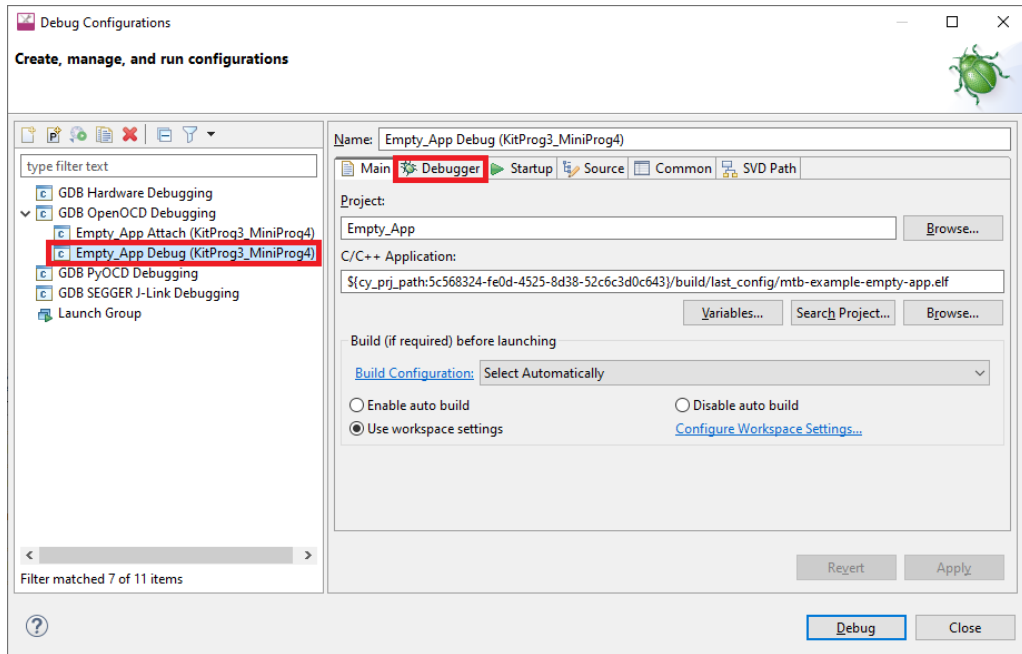 Debug Configurations
Create, manage, and run configurations
type filter text
GDB Hardware Debugging
GDB OpenOCD Debugging
Empty_App Attach (KitProg3_MiniProg4)
Empty_App Debug (KitProg3_MiniProg4)
GDB PyOCD Debugging
GDB SEGGER J-Link Debugging
Launch Group
Filter matched 7 of 11 items
Name: Empty_App Debug (KitProg3_MiniProg4)
Main Debugger Startup Source Common SVD Path
Project:
Empty_App Browse...
C/C++ Application:
${cy_prj_path:5c568324-fe0d-4525-8d38-52c6c3d0c643}/build/last_config/mtb-example-empty-app.elf
Variables... Search Project... Browse...
Build (if required) before launching
Build Configuration: Select Automatically
Enable auto build Disable auto build
Use workspace settings Configure Workspace Settings...
Revert Apply
Debug Close